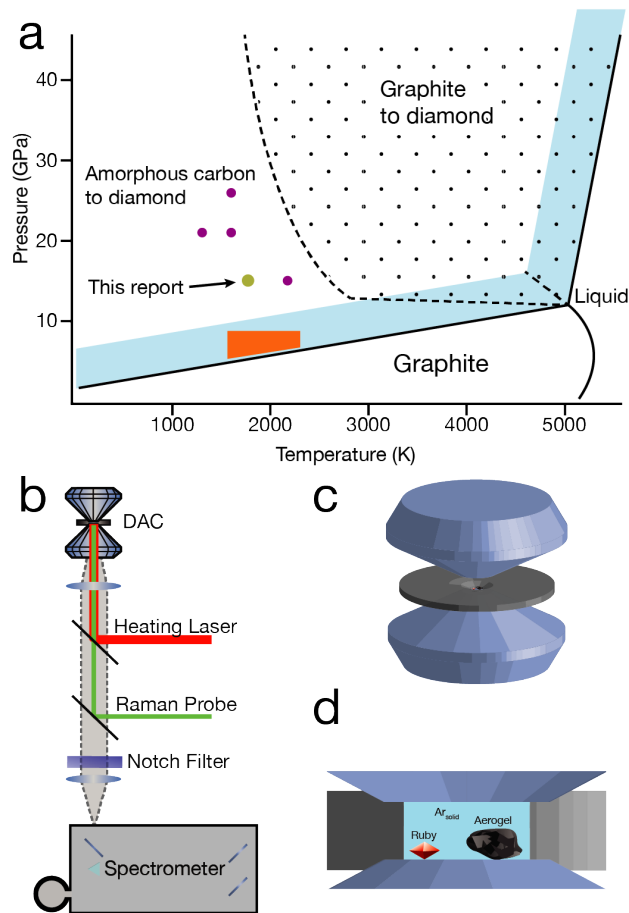 a
Pressure (GPa)
40
30
20
10
Graphite
to diamond
Amorphous carbon
to diamond
This report
Liquid
Graphite
1000
2000
3000
4000
5000
Temperature (K)
b
DAC
Heating Laser
Raman Probe
Notch Filter
Spectrometer
c
d
Ar solid
Aerogel
Ruby